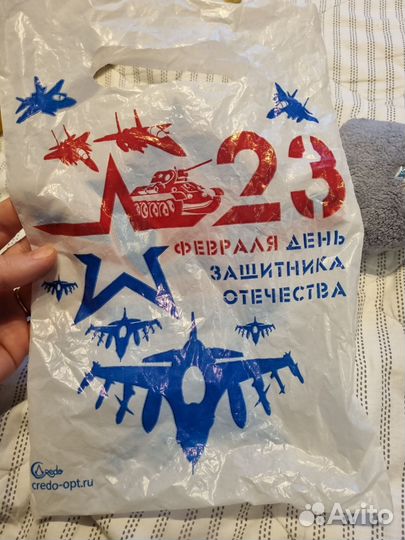 23
ФЕВРАЛЯ ДЕНЬ
ЗАЩИТНИКА
ОТЕЧЕСТВА
Credo
credo-opt.ru
Avito